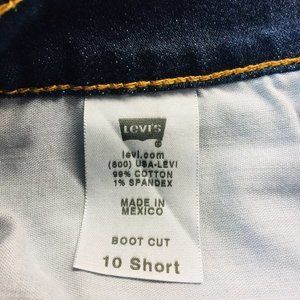 LEVI'S
levi.com
(800) USA-LEVI
99% COTTON
1% SPANDEX
MADE IN
MEXICO
BOOT CUT
10 Short